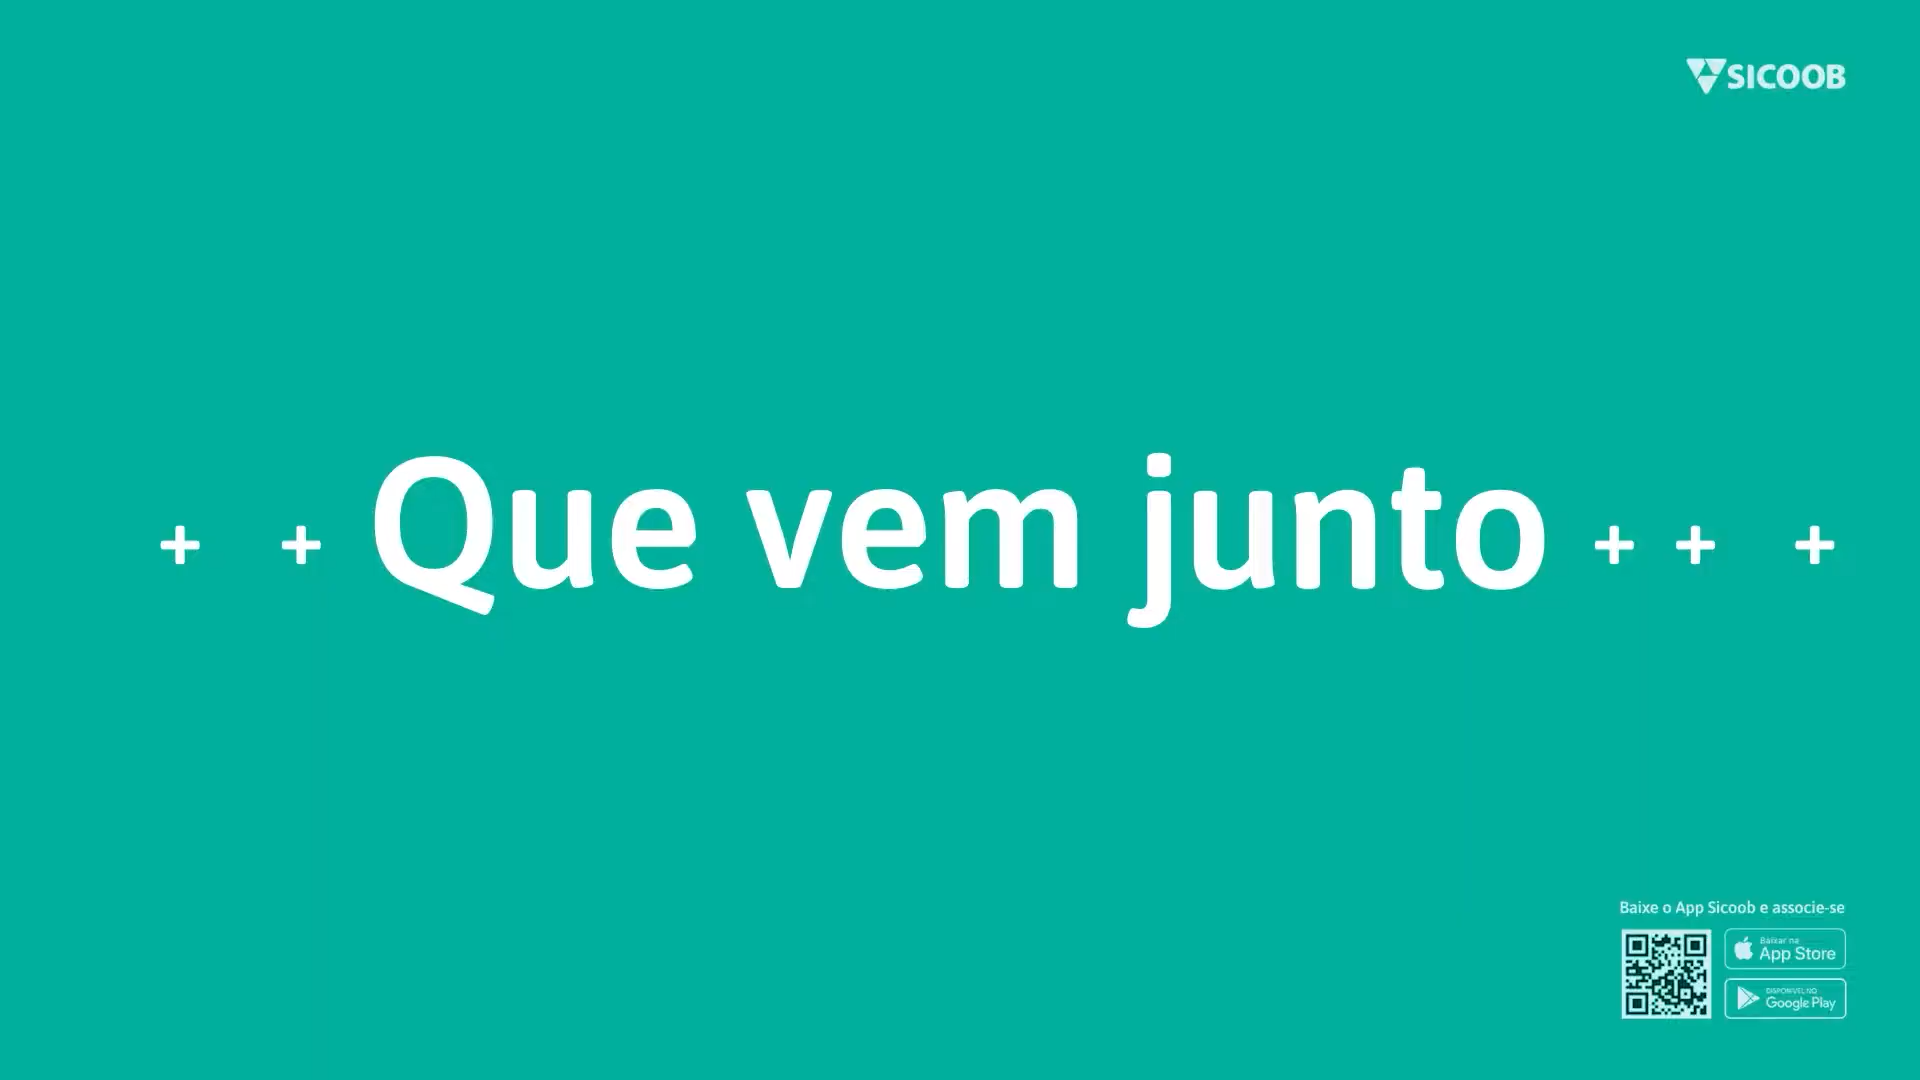 SICOOB
+ + Que vem junto + + +
Baixe o App Sicoob e associe-se
Baixar na
App Store
DISPONÍVEL NO
Google Play